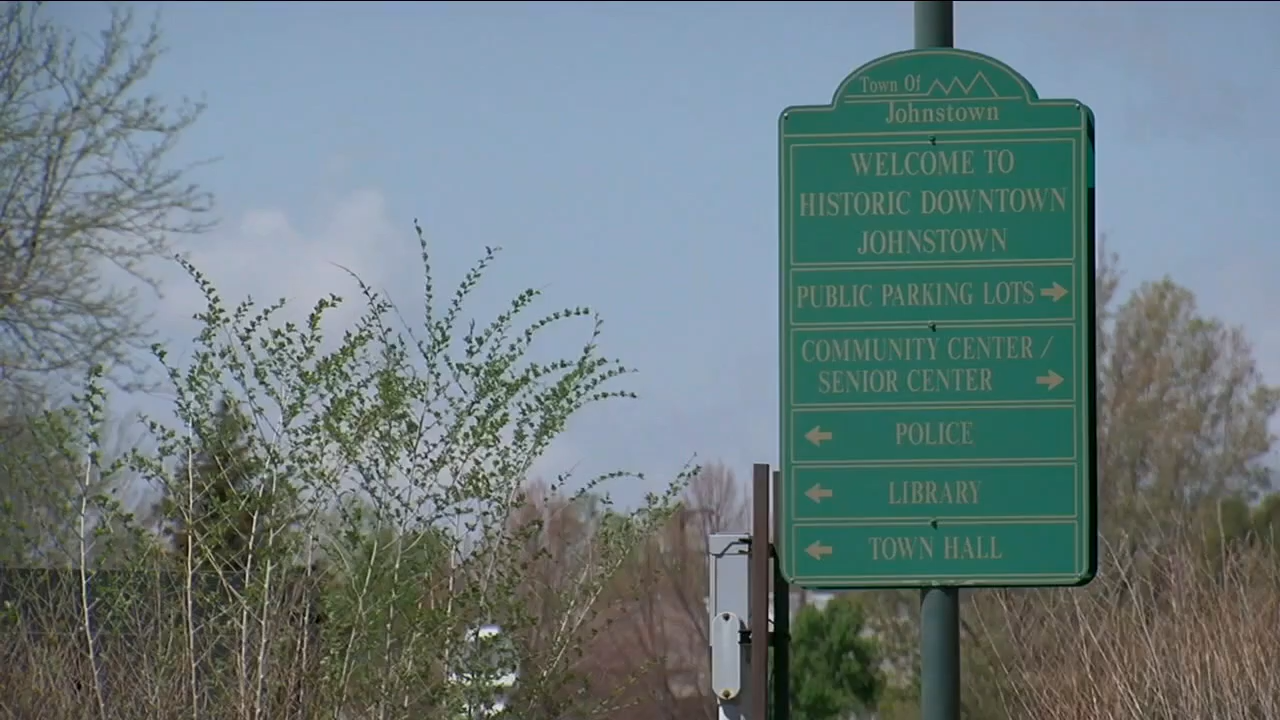 Town Of
Johnstown
WELCOME TO
HISTORIC DOWNTOWN
JOHNSTOWN
PUBLIC PARKING LOTS →
COMMUNITY CENTER /
SENIOR CENTER →
← POLICE
← LIBRARY
← TOWN HALL